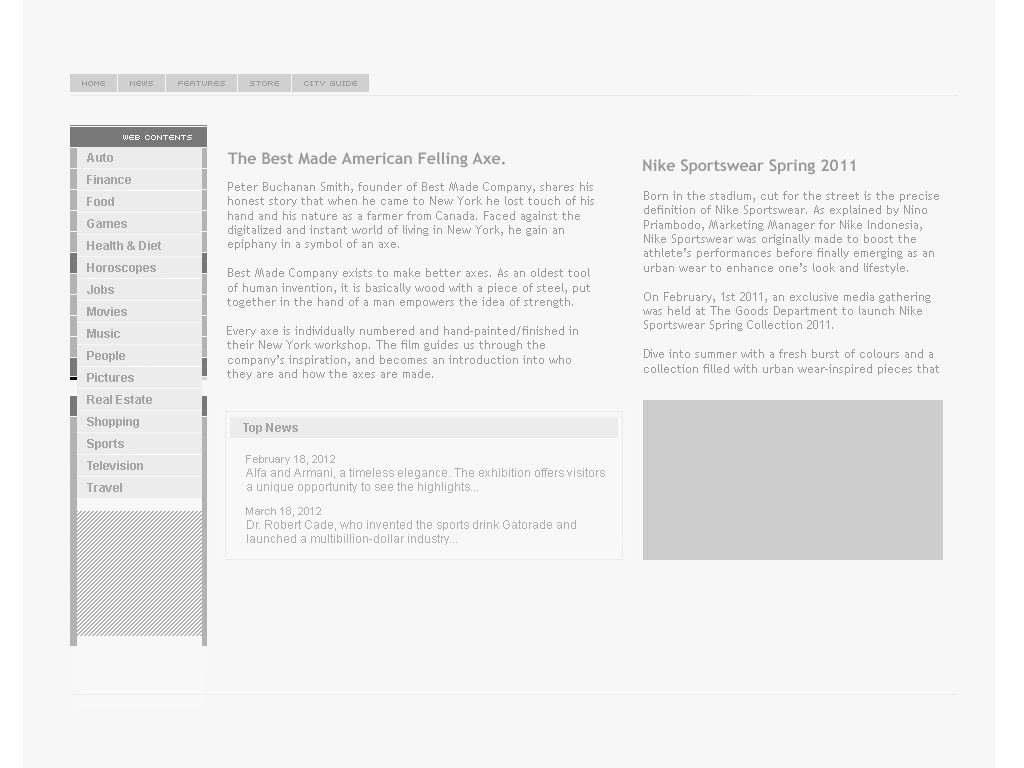 HOME NEWS FEATURES STORE CITY GUIDE
WEB CONTENTS
Auto
Finance
Food
Games
Health & Diet
Horoscopes
Jobs
Movies
Music
People
Pictures
Real Estate
Shopping
Sports
Television
Travel
The Best Made American Felling Axe.
Peter Buchanan Smith, founder of Best Made Company, shares his
honest story that when he came to New York he lost touch of his
hand and his nature as a farmer from Canada. Faced against the
digitalized and instant world of living in New York, he gain an
epiphany in a symbol of an axe.
Best Made Company exists to make better axes. As an oldest tool
of human invention, it is basically wood with a piece of steel, put
together in the hand of a man empowers the idea of strength.
Every axe is individually numbered and hand-painted/finished in
their New York workshop. The film guides us through the
company's inspiration, and becomes an introduction into who
they are and how the axes are made.
Top News
February 18, 2012
Alfa and Armani, a timeless elegance. The exhibition offers visitors
a unique opportunity to see the highlights...
March 18, 2012
Dr. Robert Cade, who invented the sports drink Gatorade and
launched a multibillion-dollar industry...
Nike Sportswear Spring 2011
Born in the stadium, cut for the street is the precise
definition of Nike Sportswear. As explained by Nino
Priambodo, Marketing Manager for Nike Indonesia,
Nike Sportswear was originally made to boost the
athlete's performances before finally emerging as an
urban wear to enhance one's look and lifestyle.
On February, 1st 2011, an exclusive media gathering
was held at The Goods Department to launch Nike
Sportswear Spring Collection 2011.
Dive into summer with a fresh burst of colours and a
collection filled with urban wear-inspired pieces that